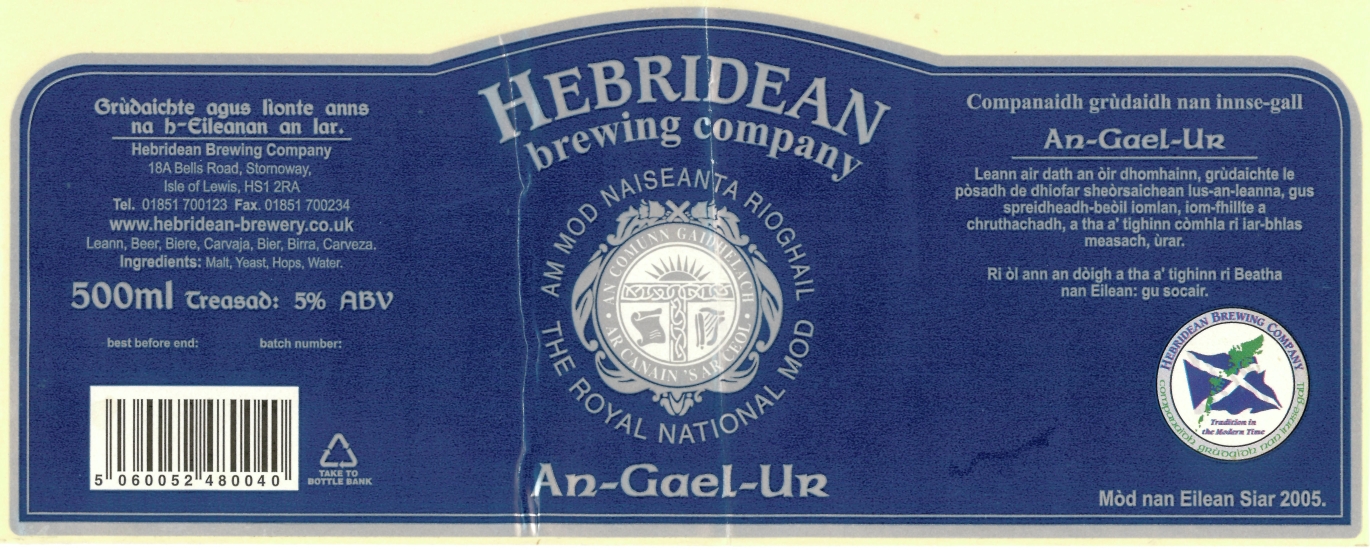 Grùdaichte agus lìonte anns
na h-Eileanan an Iar.
Hebridean Brewing Company
18A Bells Road, Stornoway,
Isle of Lewis, HS1 2RA
Tel. 01851 700123 Fax. 01851 700234
www.hebridean-brewery.co.uk
Leann, Beer, Biere, Carvaja, Bier, Birra, Carveza.
Ingredients: Malt, Yeast, Hops, Water.
500ml Treasad: 5% ABV
best before end: batch number:
5 060052 480040
TAKE TO
BOTTLE BANK
HEBRIDEAN
brewing company
AM MOD NAISEANTA RIOGHAIL
AN COMUNN GAIDHEALACH
AR CANAIN 'S AR CEOL
THE ROYAL NATIONAL MOD
An-Gael-Ur
Companaidh grùdaidh nan innse-gall
An-Gael-Ur
Leann air dath an òir dhomhainn, grùdaichte le
pòsadh de dhiofar sheòrsaichean lus-an-leanna, gus
spreidheadh-beòil iomlan, iom-fhillte a
chruthachadh, a tha a' tighinn còmhla ri iar-bhlas
measach, ùrar.
Ri òl ann an dòigh a tha a' tighinn ri Beatha
nan Eilean: gu socair.
HEBRIDEAN BREWING COMPANY
Tradition in
the Modern Time
companaidh grùdaidh nan innse-gall
Mòd nan Eilean Siar 2005.